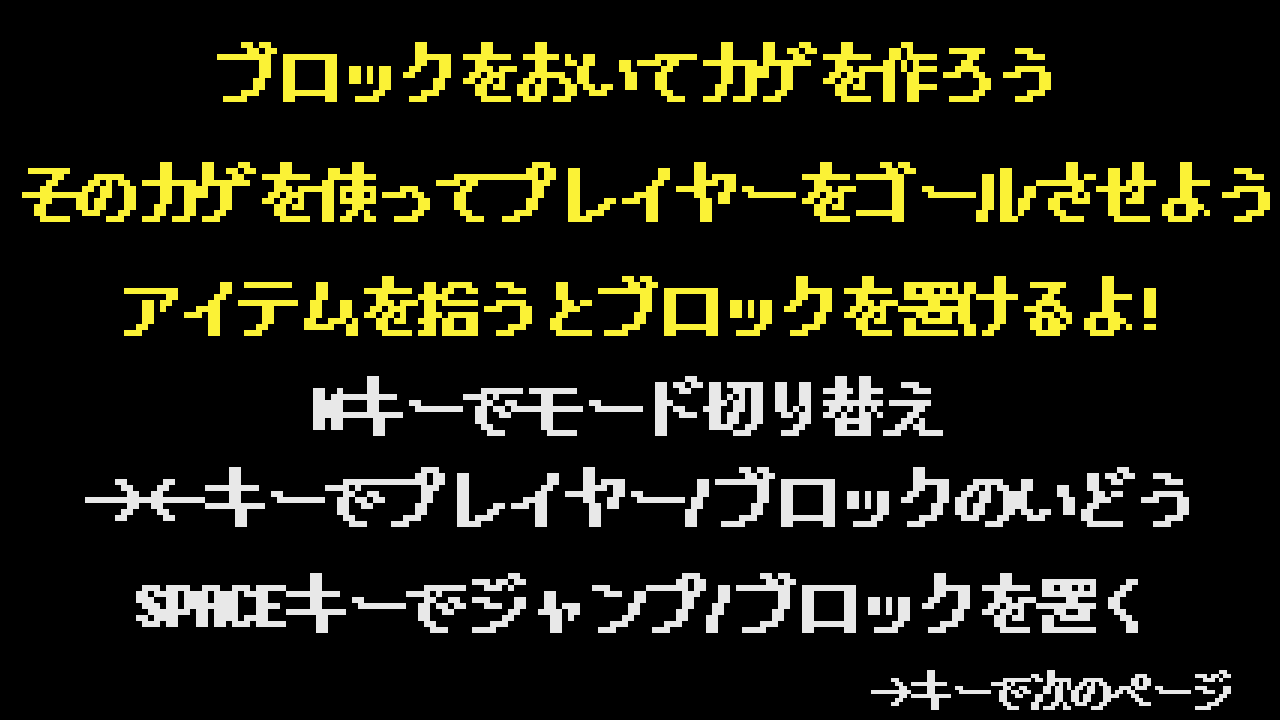 ブロックをおいてカゲを作ろう
そのカゲを使ってプレイヤーをゴールさせよう
アイテムを拾うとブロックを置けるよ!
Wキーでモード切り替え
→←キーでプレイヤー/ブロックのいどう
SPACEキーでジャンプ/ブロックを置く
→キーで次のページ